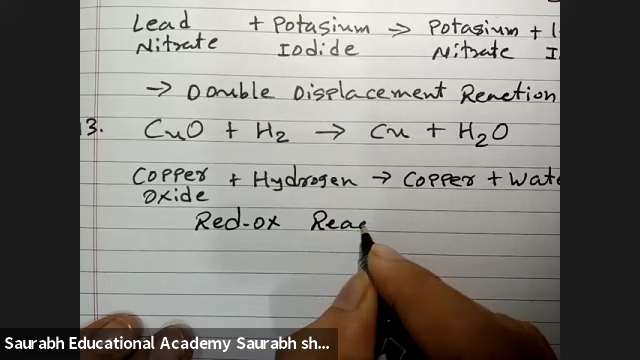 Lead + Potasium → Potasium +
Nitrate Iodide Nitrate
→ Double Displacement Reaction
13. CuO + H₂ → Cu + H₂O
Copper + Hydrogen → Copper + Wate
oxide
Red-ox Reac
Saurabh Educational Academy Saurabh sh...